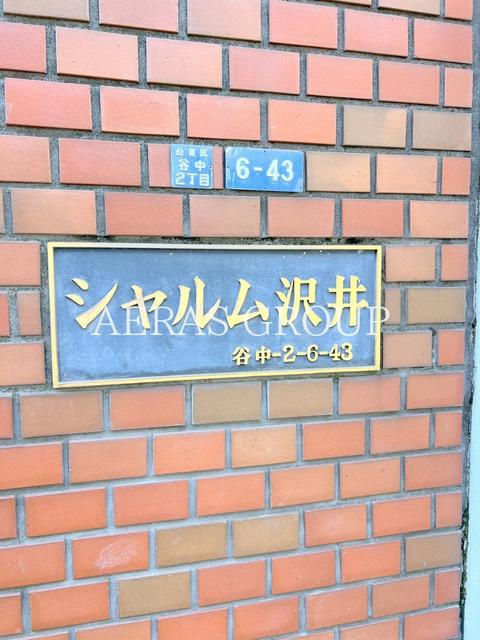 台東区
谷中
2丁目
6-43
シャルム沢井
谷中-2-6-43
AERAS GROUP